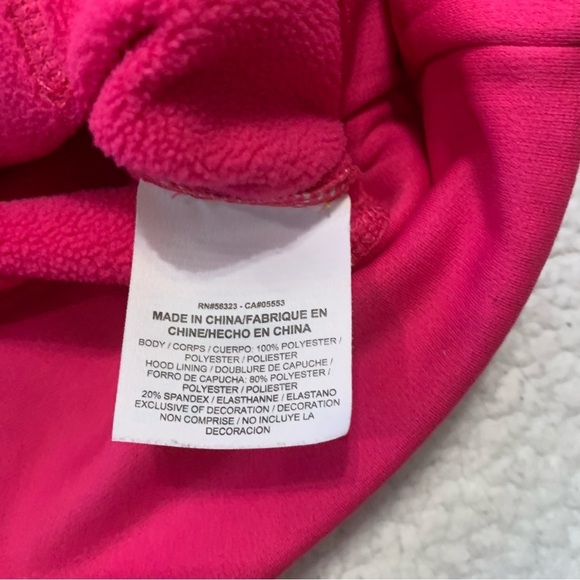 RN#56323 - CA#05553
MADE IN CHINA/FABRIQUE EN
CHINE/HECHO EN CHINA
BODY / CORPS / CUERPO: 100% POLYESTER /
POLYESTER / POLIESTER
HOOD LINING / DOUBLURE DE CAPUCHE /
FORRO DE CAPUCHA: 80% POLYESTER /
POLYESTER / POLIESTER
20% SPANDEX / ELASTHANNE / ELASTANO
EXCLUSIVE OF DECORATION / DECORATION
NON COMPRISE / NO INCLUYE LA
DECORACION